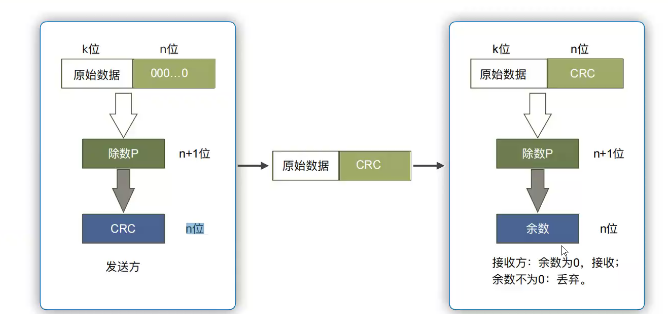 k位 n位
原始数据 000...0
除数P n+1位
CRC n位
发送方
原始数据 CRC
k位 n位
原始数据 CRC
除数P n+1位
余数 n位
接收方：余数为0，接收；
余数不为0：丢弃。